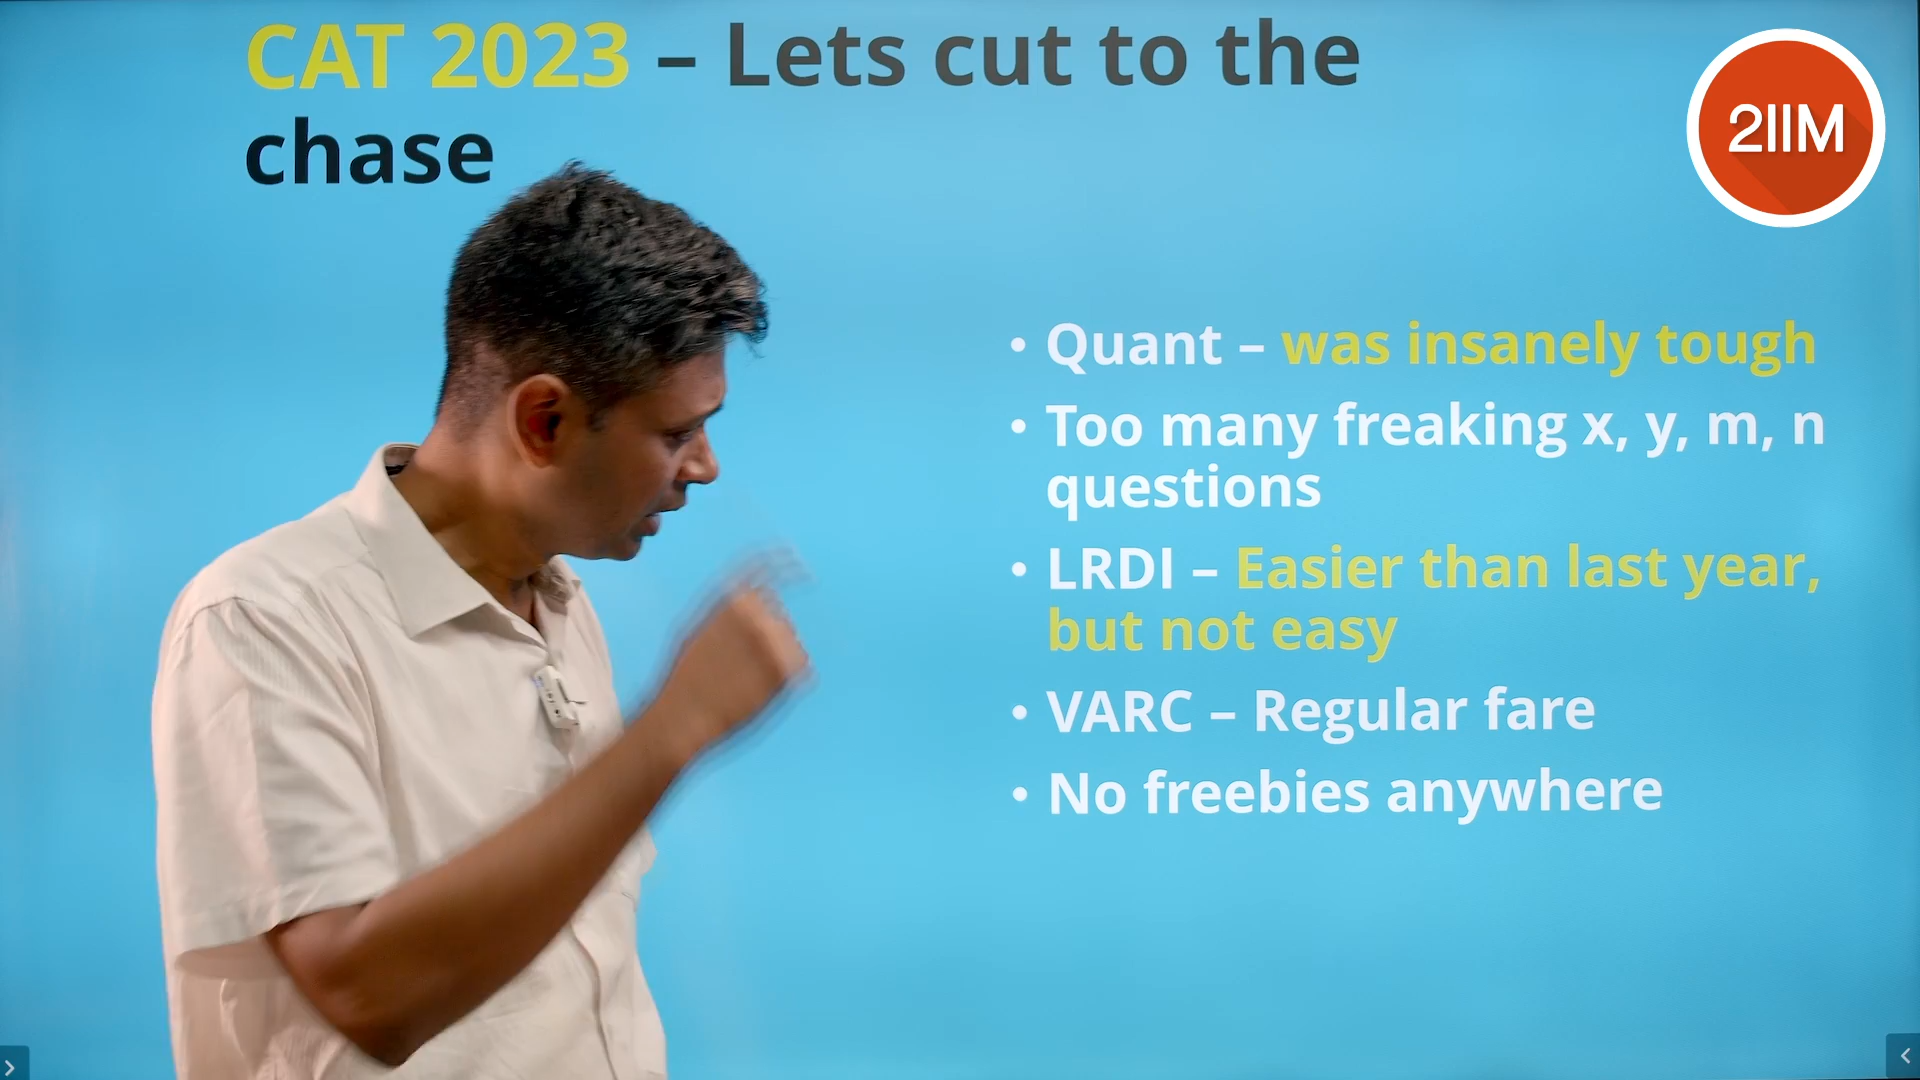 CAT 2023 – Lets cut to the
chase
2IIM
• Quant – was insanely tough
• Too many freaking x, y, m, n
questions
• LRDI – Easier than last year,
but not easy
• VARC – Regular fare
• No freebies anywhere